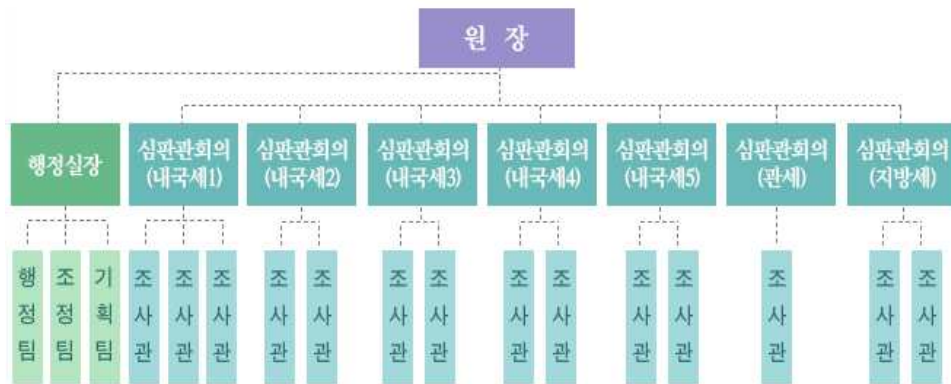 원 장
행정실장
심판관회의
(내국세1)
심판관회의
(내국세2)
심판관회의
(내국세3)
심판관회의
(내국세4)
심판관회의
(내국세5)
심판관회의
(관세)
심판관회의
(지방세)
행정팀
조정팀
기획팀
조사관
조사관
조사관
조사관
조사관
조사관
조사관
조사관
조사관
조사관
조사관
조사관
조사관
조사관